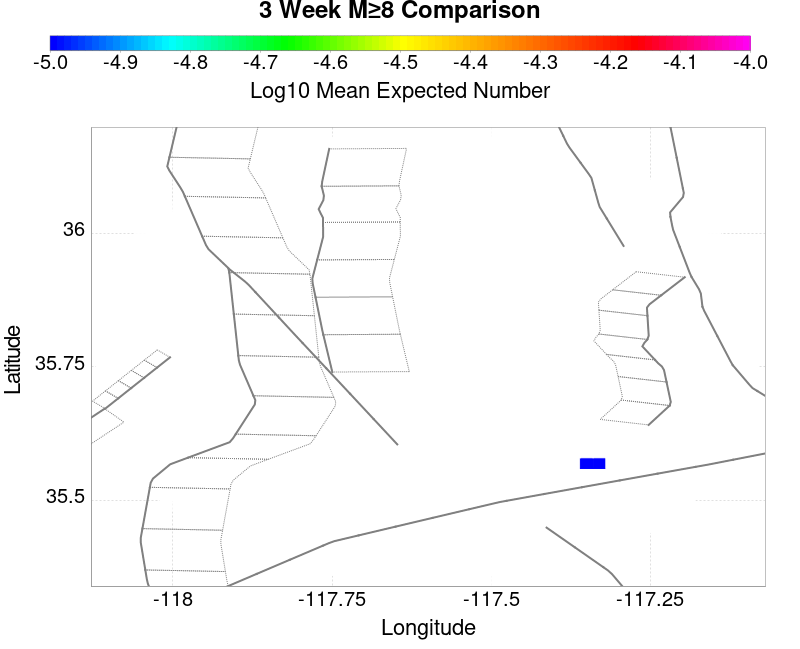 3 Week M≥8 Comparison
-5.0 -4.9 -4.8 -4.7 -4.6 -4.5 -4.4 -4.3 -4.2 -4.1 -4.0
Log10 Mean Expected Number
36
35.75
35.5
Latitude
-118 -117.75 -117.5 -117.25
Longitude